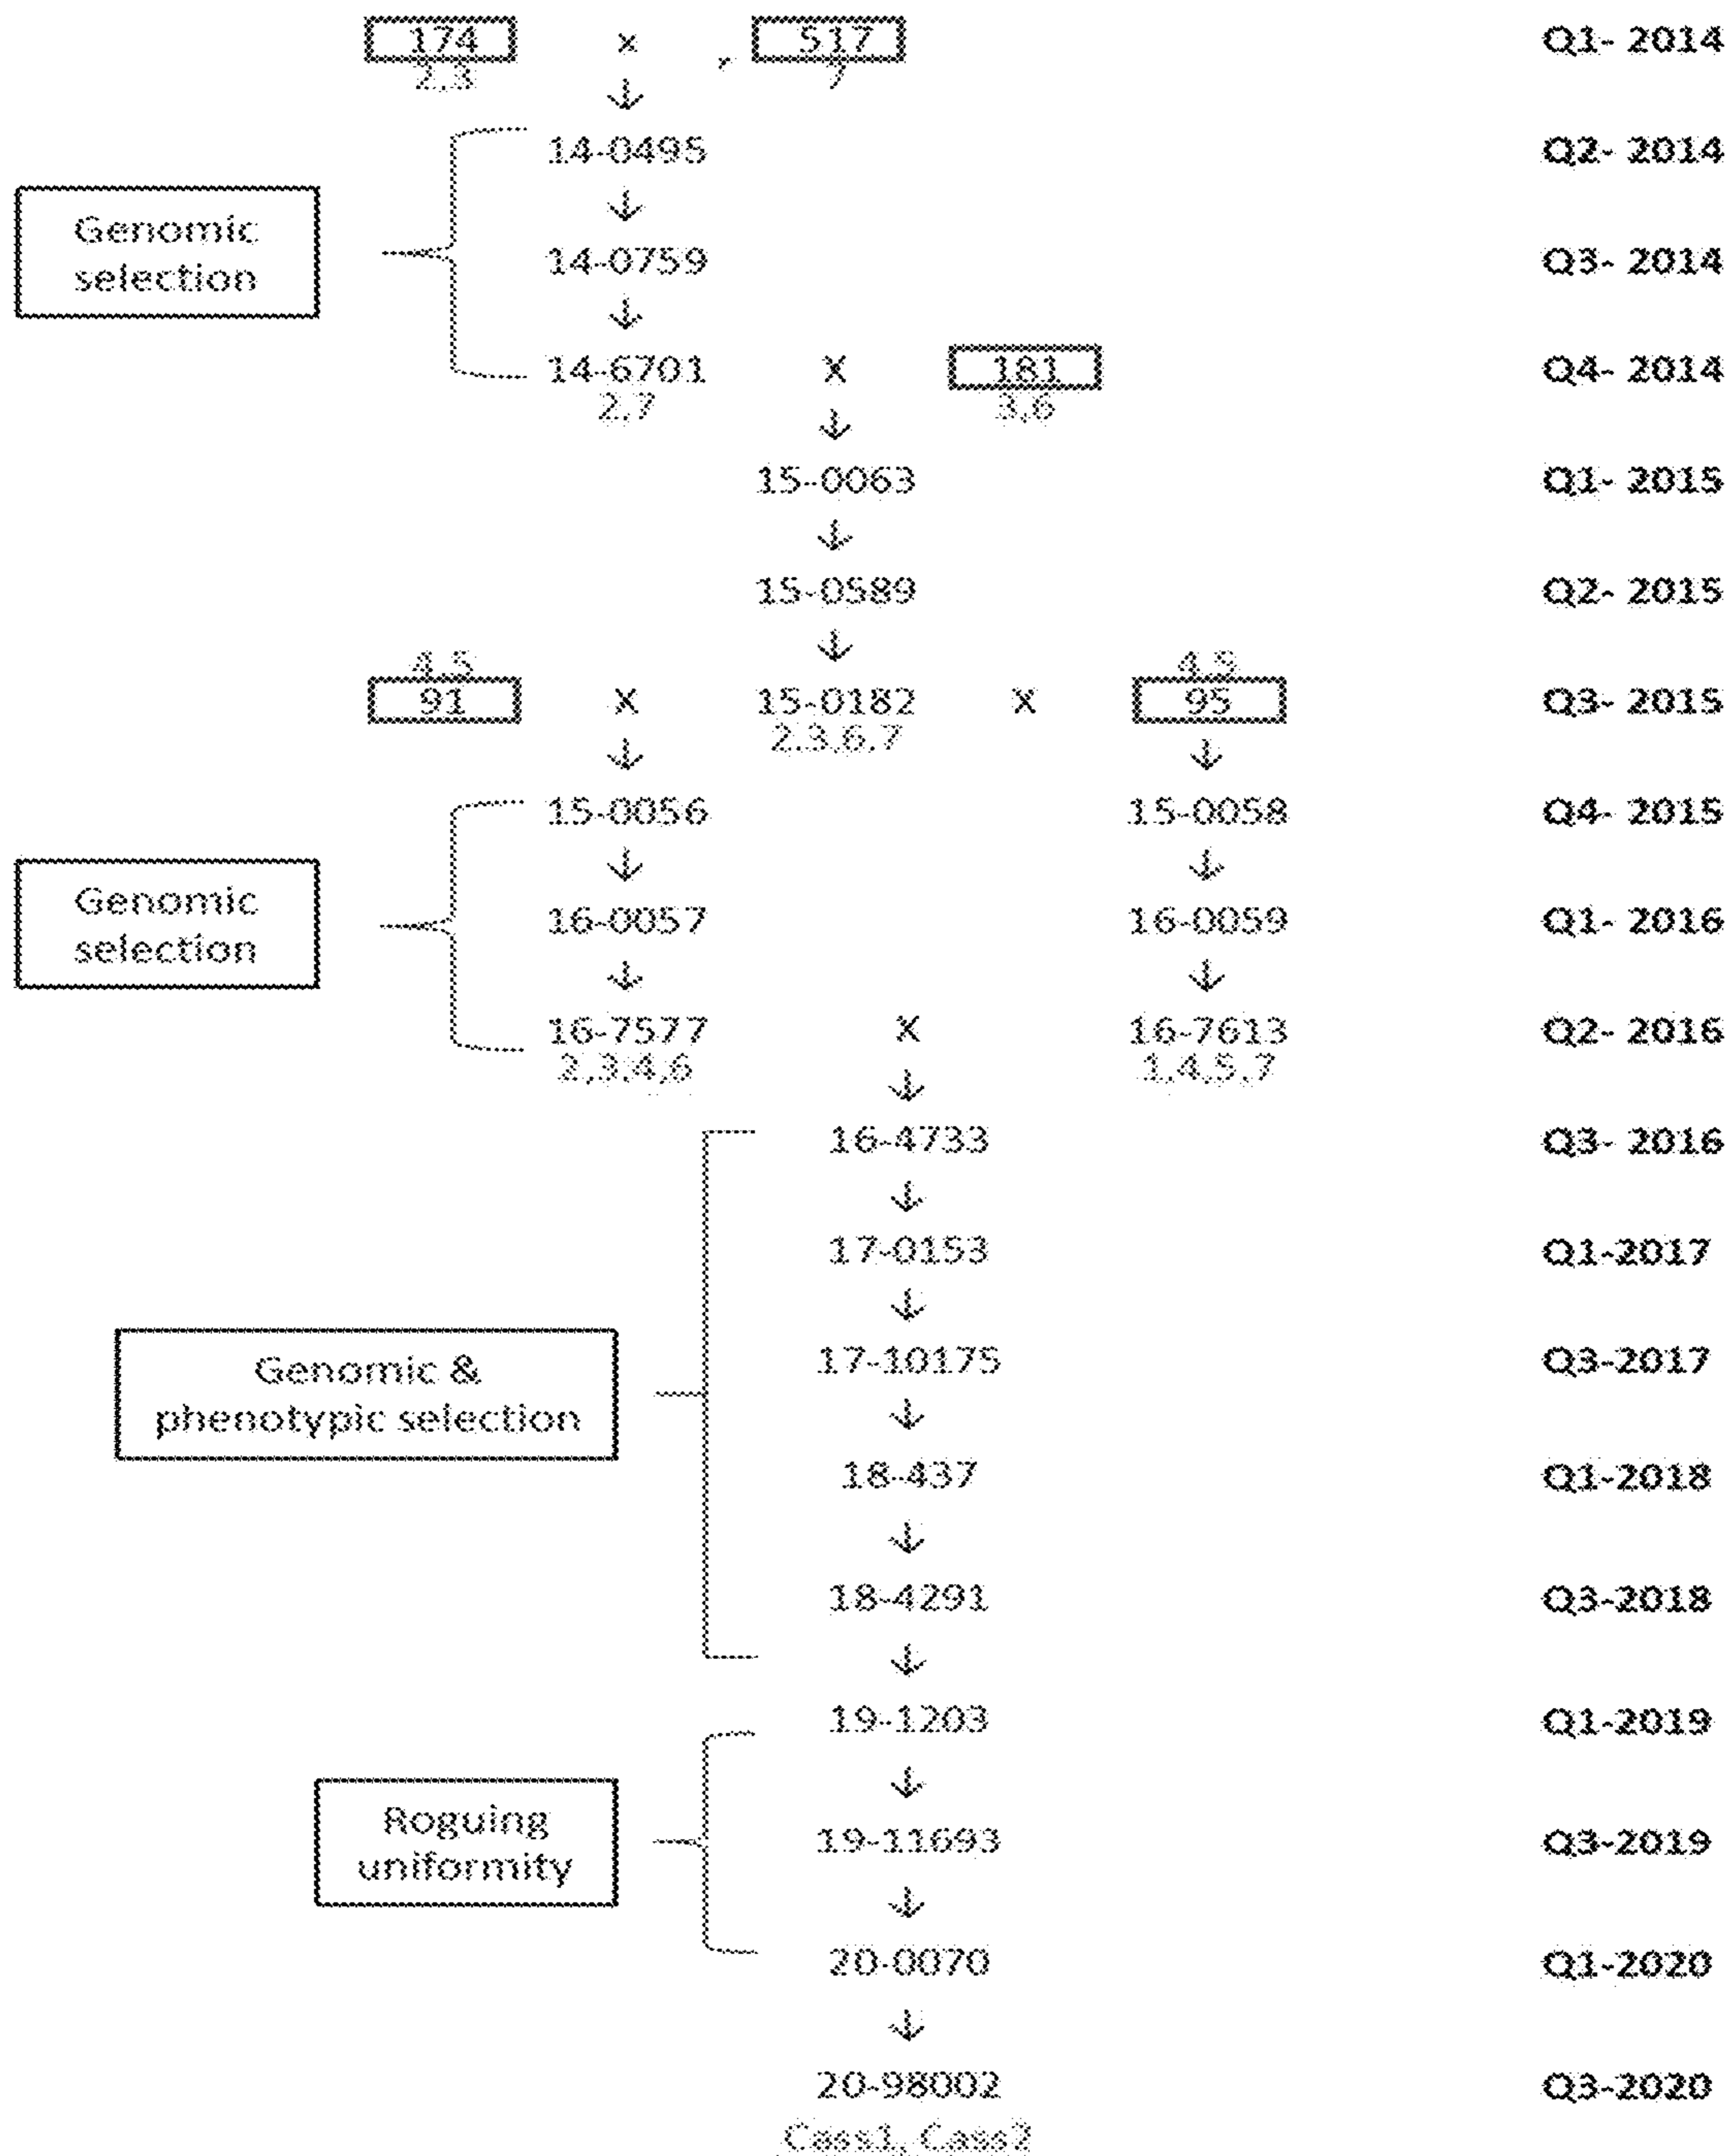 174 x 517 Q1- 2014
2,3 7
14-0495 Q2- 2014
Genomic
selection
14-0759 Q3- 2014
14-6701 X 181 Q4- 2014
2,7 3,6
15-0063 Q1- 2015
15-0589 Q2- 2015
4,5
91 X 15-0182 X 95 Q3- 2015
2,3,6,7
15-0056 15-0058 Q4- 2015
Genomic
selection
16-0057 16-0059 Q1- 2016
16-7577 X 16-7613 Q2- 2016
2,3,4,6 1,4,5,7
16-4733 Q3- 2016
17-0153 Q1-2017
Genomic &
phenotypic selection
17-10175 Q3-2017
18-437 Q1-2018
18-4291 Q3-2018
19-1203 Q1-2019
Roguing
uniformity
19-11693 Q3-2019
20-0070 Q1-2020
20-98002 Q3-2020
Cass1, Cass2